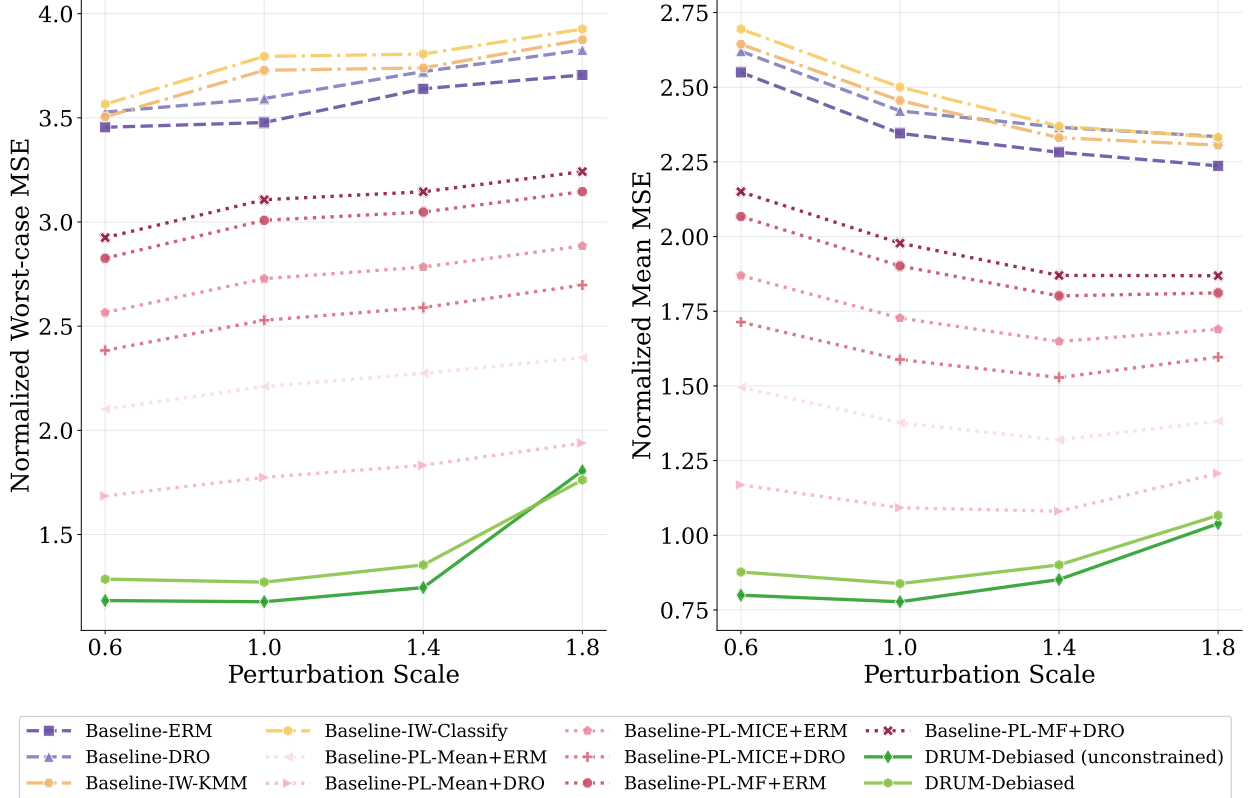 4.0
3.5
3.0
2.5
2.0
1.5
Normalized Worst-case MSE
0.6 1.0 1.4 1.8
Perturbation Scale
2.75
2.50
2.25
2.00
1.75
1.50
1.25
1.00
0.75
Normalized Mean MSE
0.6 1.0 1.4 1.8
Perturbation Scale
Baseline-ERM
Baseline-DRO
Baseline-IW-KMM
Baseline-IW-Classify
Baseline-PL-Mean+ERM
Baseline-PL-Mean+DRO
Baseline-PL-MICE+ERM
Baseline-PL-MICE+DRO
Baseline-PL-MF+ERM
Baseline-PL-MF+DRO
DRUM-Debiased (unconstrained)
DRUM-Debiased